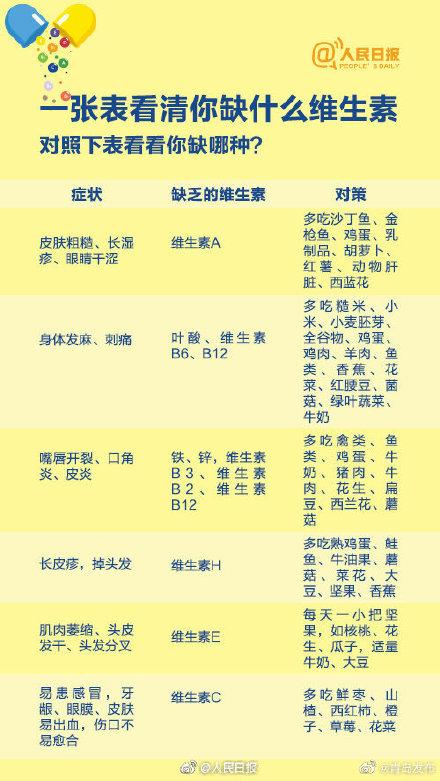 @人民日报
PEOPLE'S DAILY
一张表看清你缺什么维生素
对照下表看看你缺哪种?
症状 缺乏的维生素 对策
皮肤粗糙、长湿
疹、眼睛干涩
维生素A
多吃沙丁鱼、金
枪鱼、鸡蛋、乳
制品、胡萝卜、
红薯、动物肝
脏、西蓝花
身体发麻、刺痛
叶酸、维生素
B6、B12
多吃糙米、小
米、小麦胚芽、
全谷物、鸡蛋、
鸡肉、羊肉、鱼
类、香蕉、花
菜、红腰豆、菌
菇、绿叶蔬菜、
牛奶
嘴唇开裂、口角
炎、皮炎
铁、锌，维生素
B3、维生素
B2、维生素
B12
多吃禽类、鱼
类、鸡蛋、牛
奶、猪肉、牛
肉、花生、扁
豆、西兰花、蘑
菇
长皮疹，掉头发
维生素H
多吃熟鸡蛋、鲑
鱼、牛油果、蘑
菇、菜花、大
豆、坚果、香蕉
肌肉萎缩、头皮
发干、头发分叉
维生素E
每天一小把坚
果，如核桃、花
生、瓜子，适量
牛奶、大豆
易患感冒，牙
龈、眼膜、皮肤
易出血，伤口不
易愈合
维生素C
多吃鲜枣、山
楂、西红柿、橙
子、草莓、花菜
@人民日报
@青岛发布